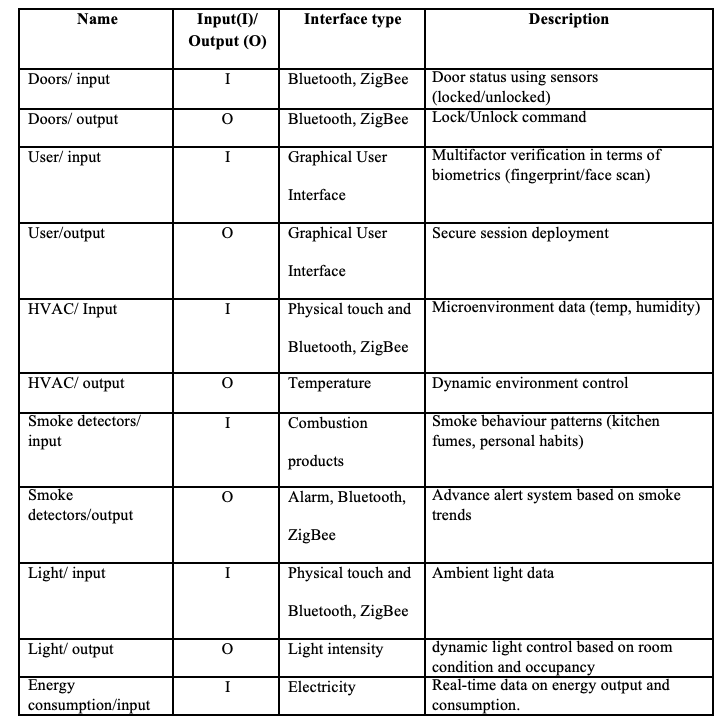 Name
Input(I)/
Output (O)
Interface type
Description
Doors/ input
I
Bluetooth, ZigBee
Door status using sensors
(locked/unlocked)
Doors/ output
O
Bluetooth, ZigBee
Lock/Unlock command
User/ input
I
Graphical User
Interface
Multifactor verification in terms of
biometrics (fingerprint/face scan)
User/output
O
Graphical User
Interface
Secure session deployment
HVAC/ Input
I
Physical touch and
Bluetooth, ZigBee
Microenvironment data (temp, humidity)
HVAC/ output
O
Temperature
Dynamic environment control
Smoke detectors/
input
I
Combustion
products
Smoke behaviour patterns (kitchen
fumes, personal habits)
Smoke
detectors/output
O
Alarm, Bluetooth,
ZigBee
Advance alert system based on smoke
trends
Light/ input
I
Physical touch and
Bluetooth, ZigBee
Ambient light data
Light/ output
O
Light intensity
dynamic light control based on room
condition and occupancy
Energy
consumption/input
I
Electricity
Real-time data on energy output and
consumption.